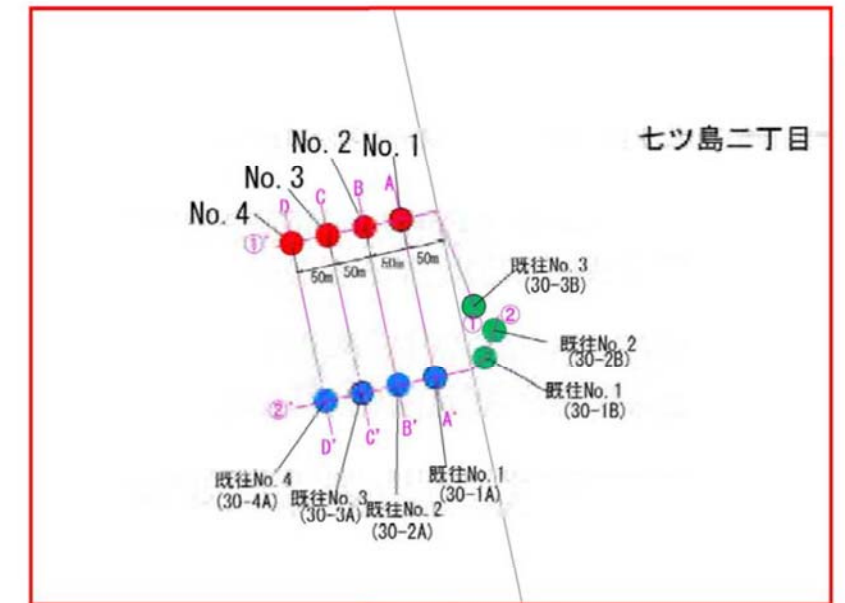 七ツ島二丁目
No. 2
No. 1
No. 3
No. 4
D
C
B
A
①'
50m
50m
50m
50m
既往No. 3
(30-3B)
①
②
既往No. 2
(30-2B)
既往No. 1
(30-1B)
②'
D'
C'
B'
A'
既往No. 4
(30-4A)
既往No. 3
(30-3A)
既往No. 2
(30-2A)
既往No. 1
(30-1A)